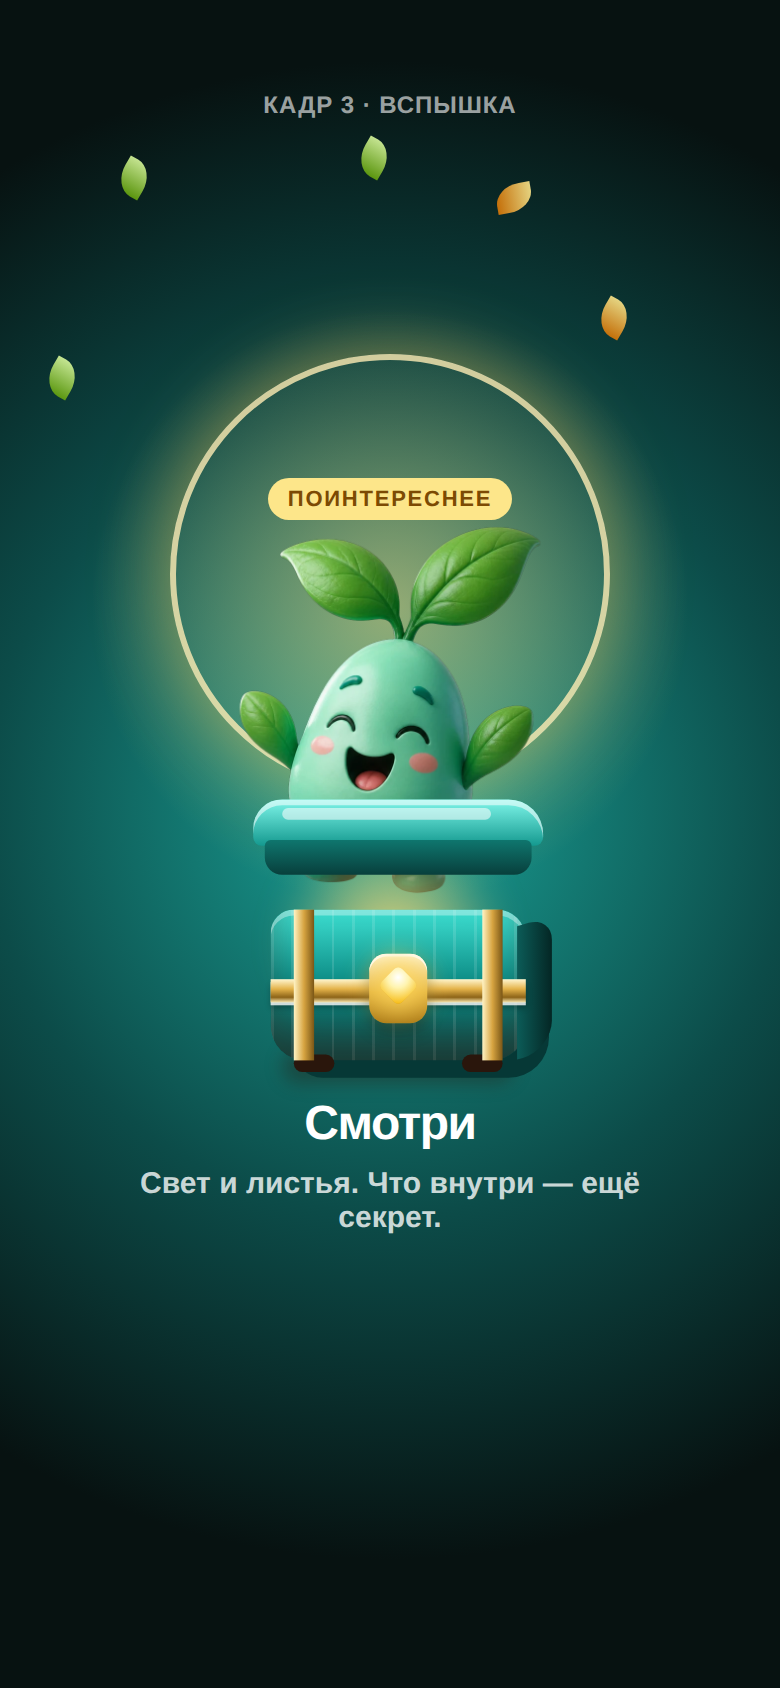 КАДР 3 · ВСПЫШКА
ПОИНТЕРЕСНЕЕ
Смотри
Свет и листья. Что внутри — ещё
секрет.